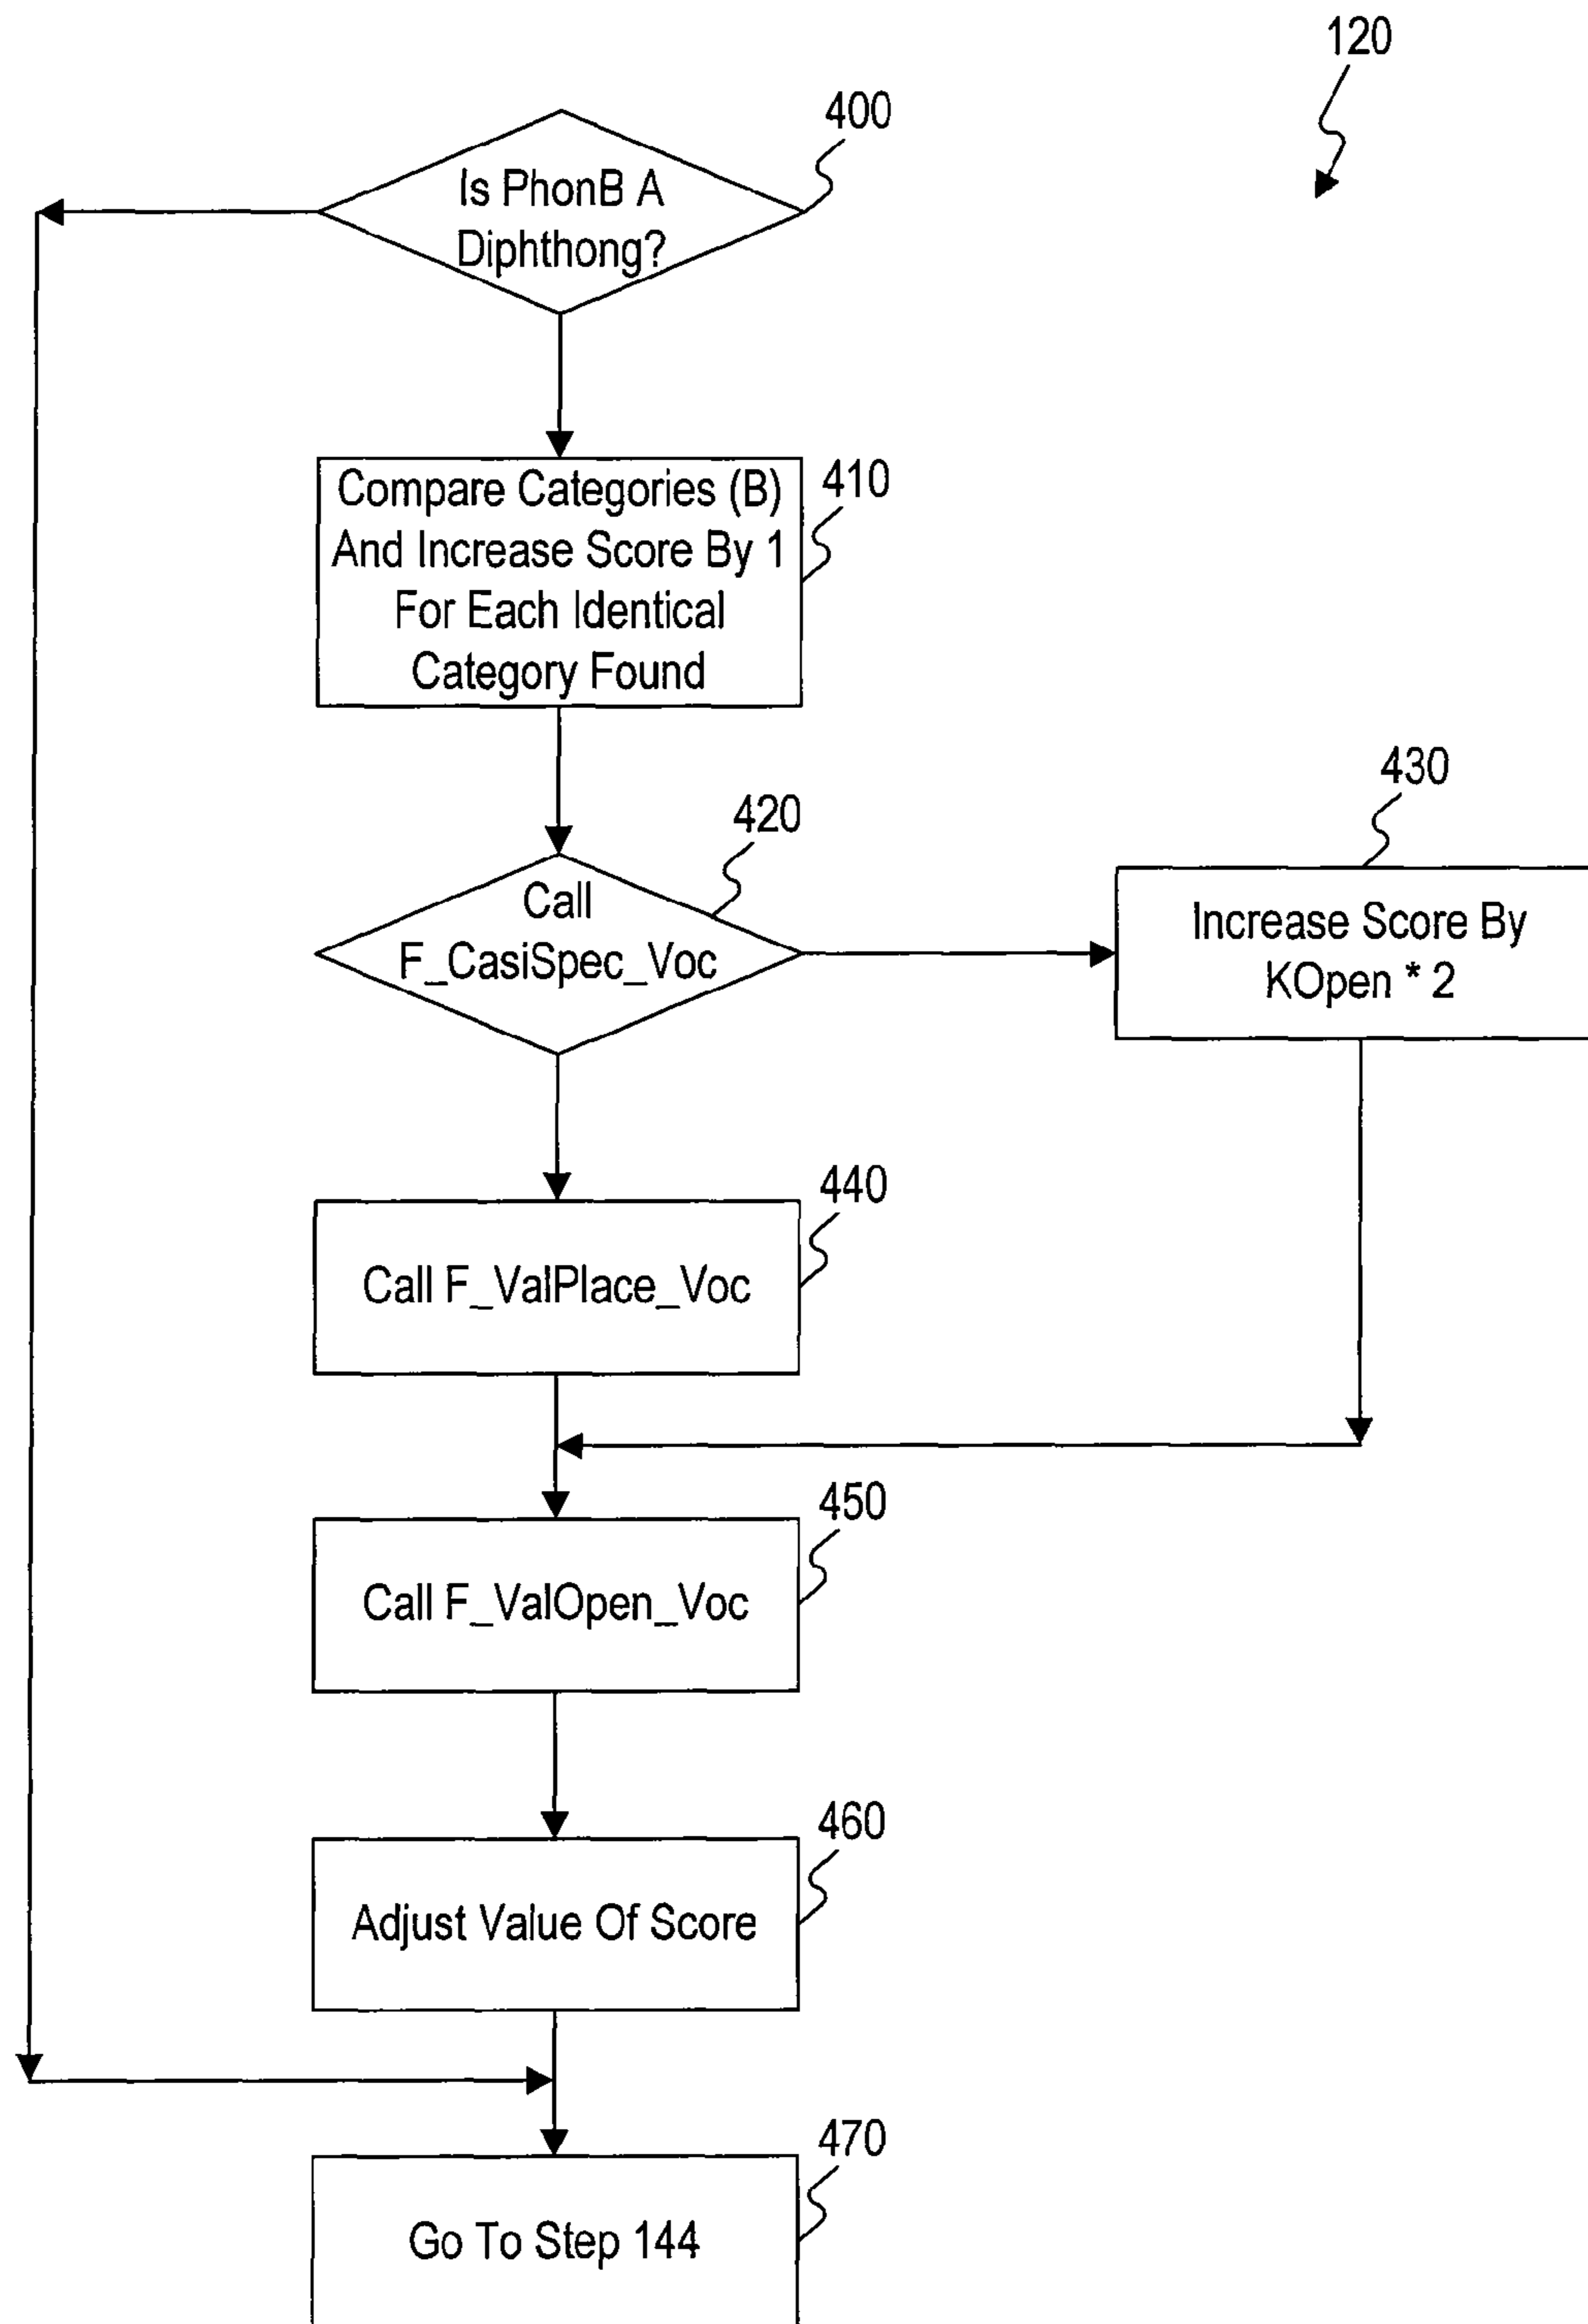 120
400
Is PhonB A
Diphthong?
410
Compare Categories (B)
And Increase Score By 1
For Each Identical
Category Found
420
Call
F_CasiSpec_Voc
430
Increase Score By
KOpen * 2
440
Call F_ValPlace_Voc
450
Call F_ValOpen_Voc
460
Adjust Value Of Score
470
Go To Step 144